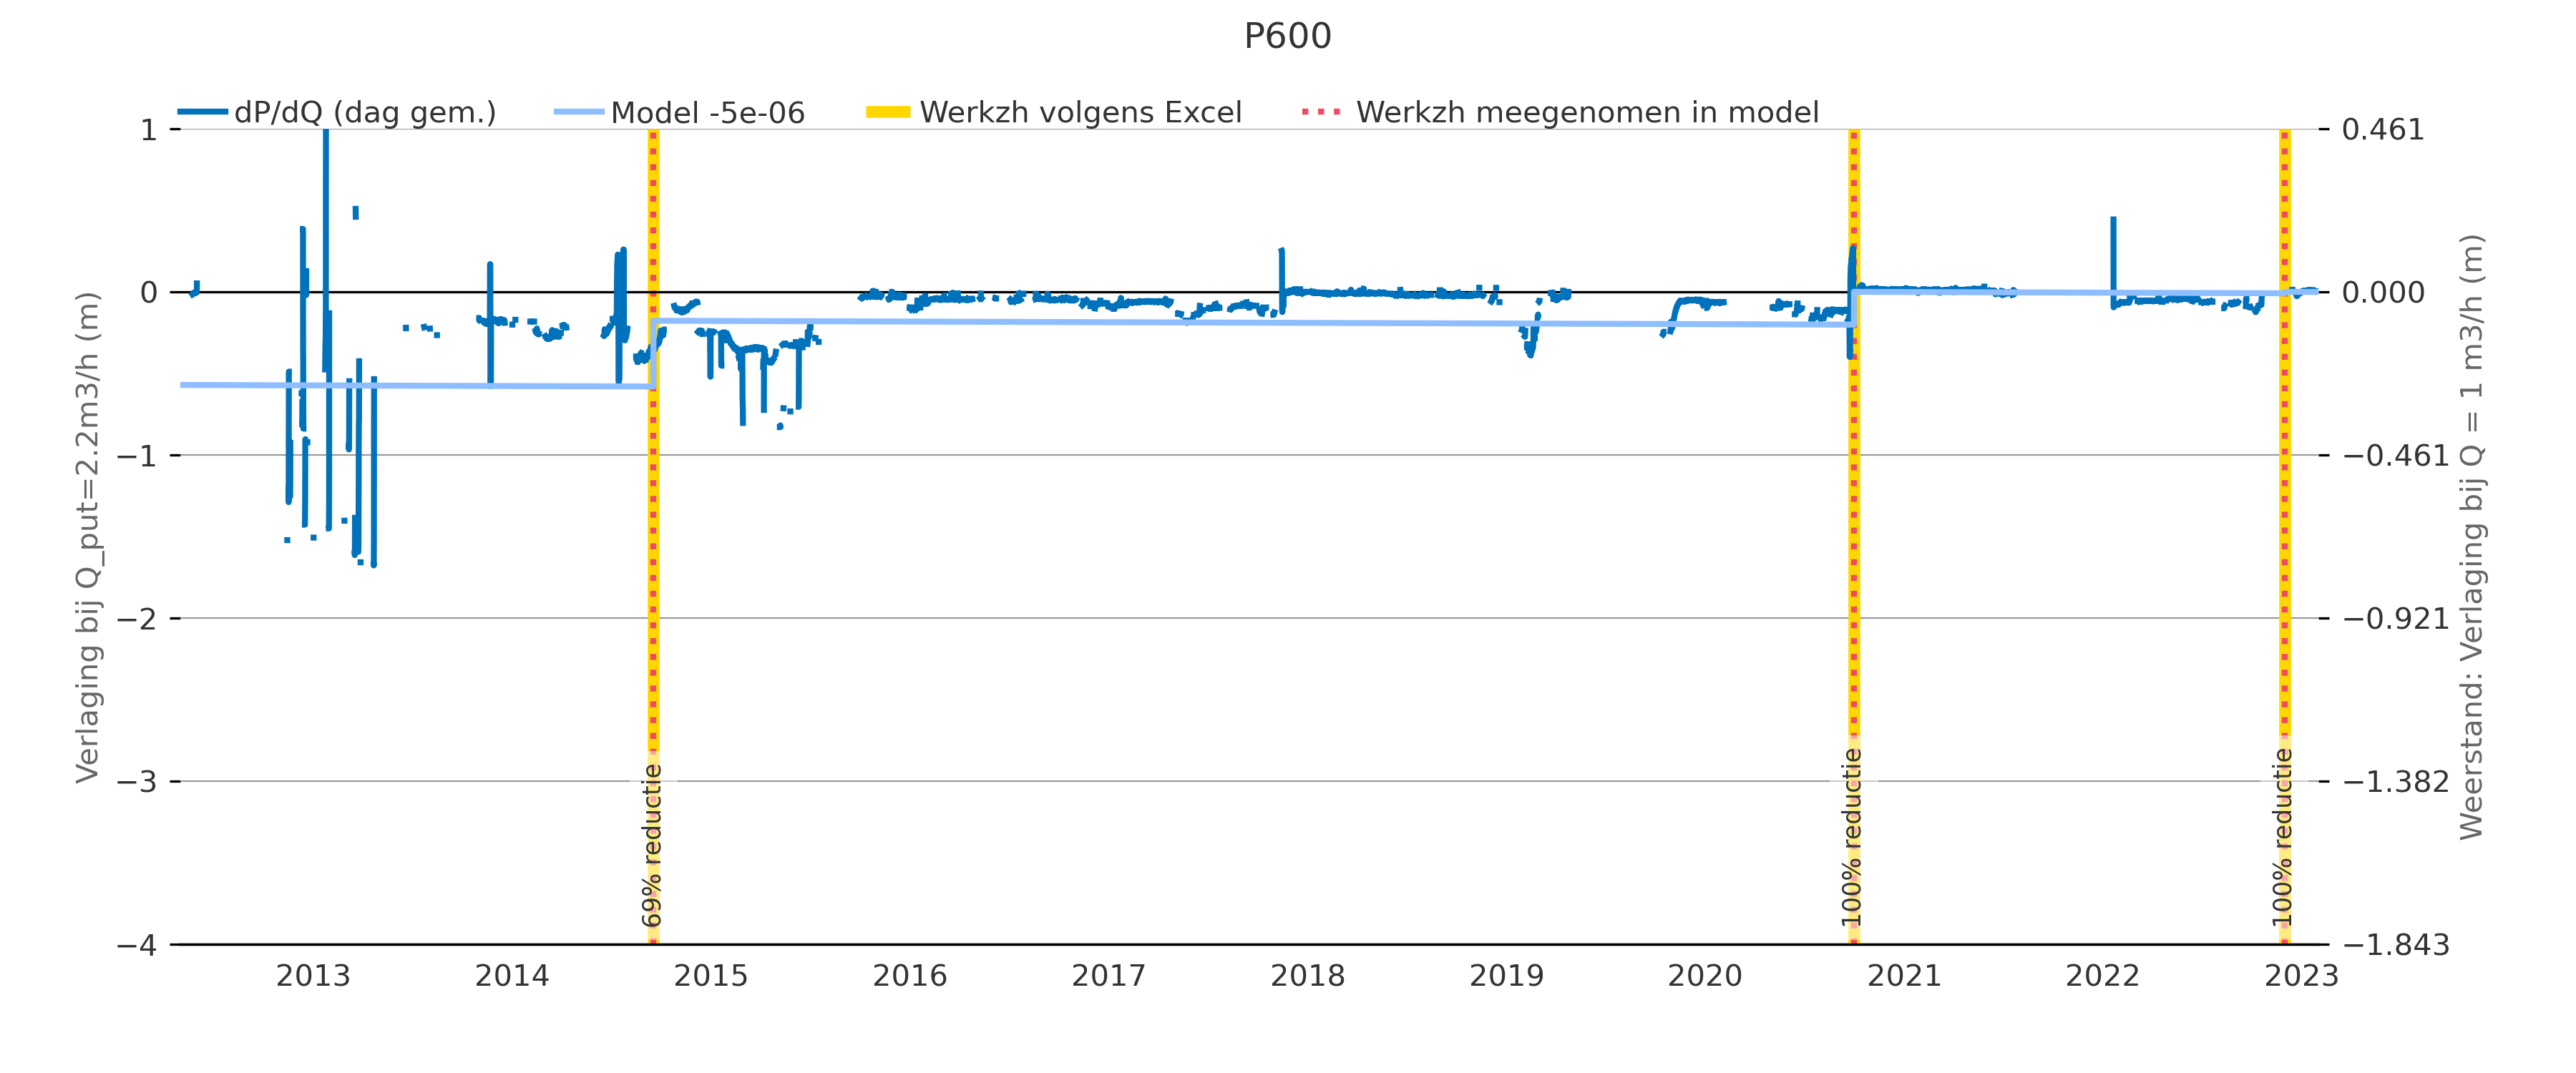 P600
dP/dQ (dag gem.)
Model -5e-06
Werkzh volgens Excel
Werkzh meegenomen in model
1
0
−1
−2
−3
−4
Verlaging bij Q_put=2.2m3/h (m)
0.461
0.000
−0.461
−0.921
−1.382
−1.843
Weerstand: Verlaging bij Q = 1 m3/h (m)
69% reductie
100% reductie
100% reductie
2013
2014
2015
2016
2017
2018
2019
2020
2021
2022
2023